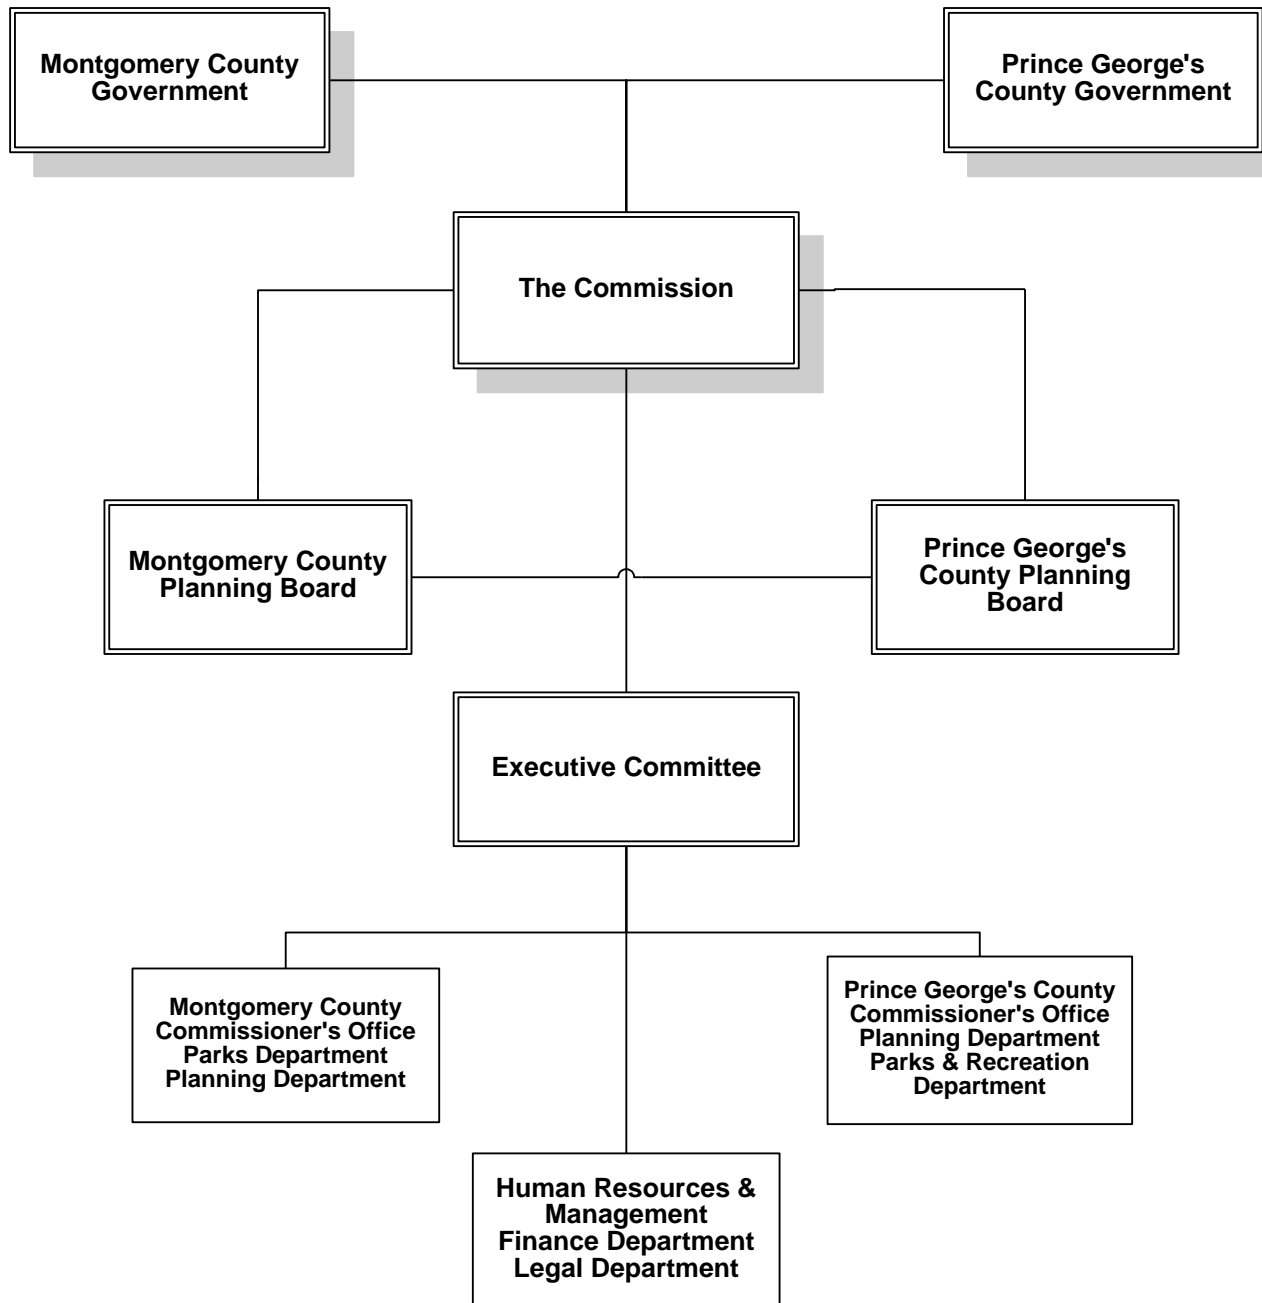 Montgomery County
Government
Prince George's
County Government
The Commission
Montgomery County
Planning Board
Prince George's
County Planning
Board
Executive Committee
Montgomery County
Commissioner's Office
Parks Department
Planning Department
Prince George's County
Commissioner's Office
Planning Department
Parks & Recreation
Department
Human Resources &
Management
Finance Department
Legal Department